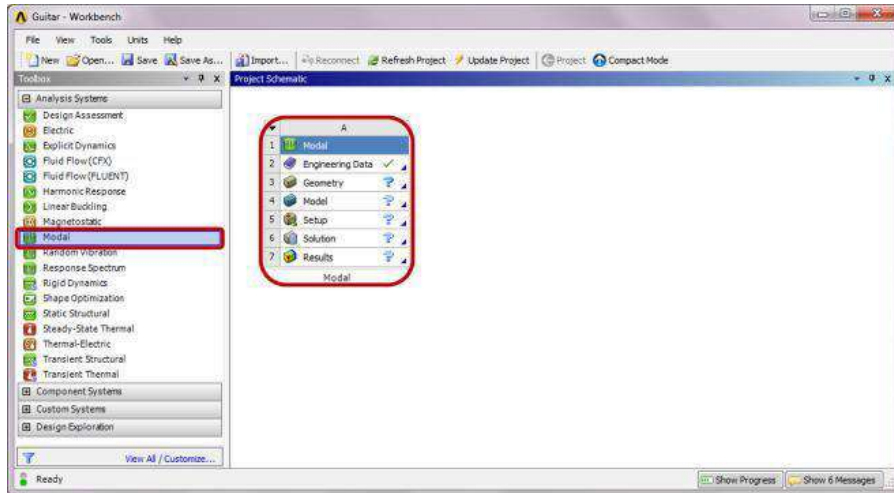 Guitar - Workbench
File View Tools Units Help
New Open... Save Save As... Import... Reconnect Refresh Project Update Project Project Compact Mode
Toolbox
Project Schematic
Analysis Systems
Design Assessment
Electric
Explicit Dynamics
Fluid Flow (CFX)
Fluid Flow (FLUENT)
Harmonic Response
Linear Buckling
Magnetostatic
Modal
Random Vibration
Response Spectrum
Rigid Dynamics
Shape Optimization
Static Structural
Steady-State Thermal
Thermal-Electric
Transient Structural
Transient Thermal
Component Systems
Custom Systems
Design Exploration
View All / Customize...
A
1 Modal
2 Engineering Data
3 Geometry
4 Model
5 Setup
6 Solution
7 Results
Modal
Ready
Show Progress Show 6 Messages